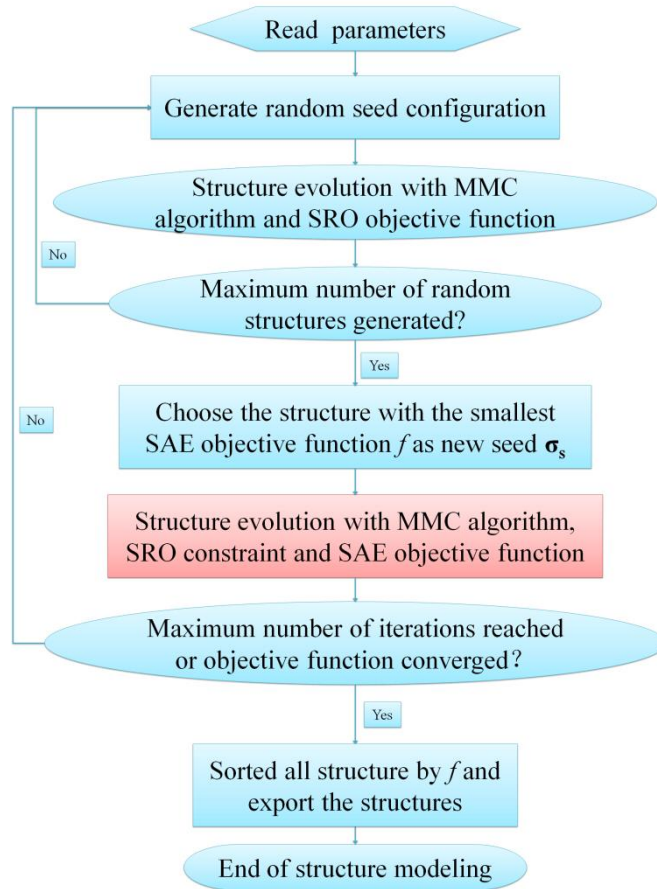 Read parameters
Generate random seed configuration
Structure evolution with MMC
algorithm and SRO objective function
No
Maximum number of random
structures generated?
Yes
No
Choose the structure with the smallest
SAE objective function f as new seed σs
Structure evolution with MMC algorithm,
SRO constraint and SAE objective function
Maximum number of iterations reached
or objective function converged?
Yes
Sorted all structure by f and
export the structures
End of structure modeling